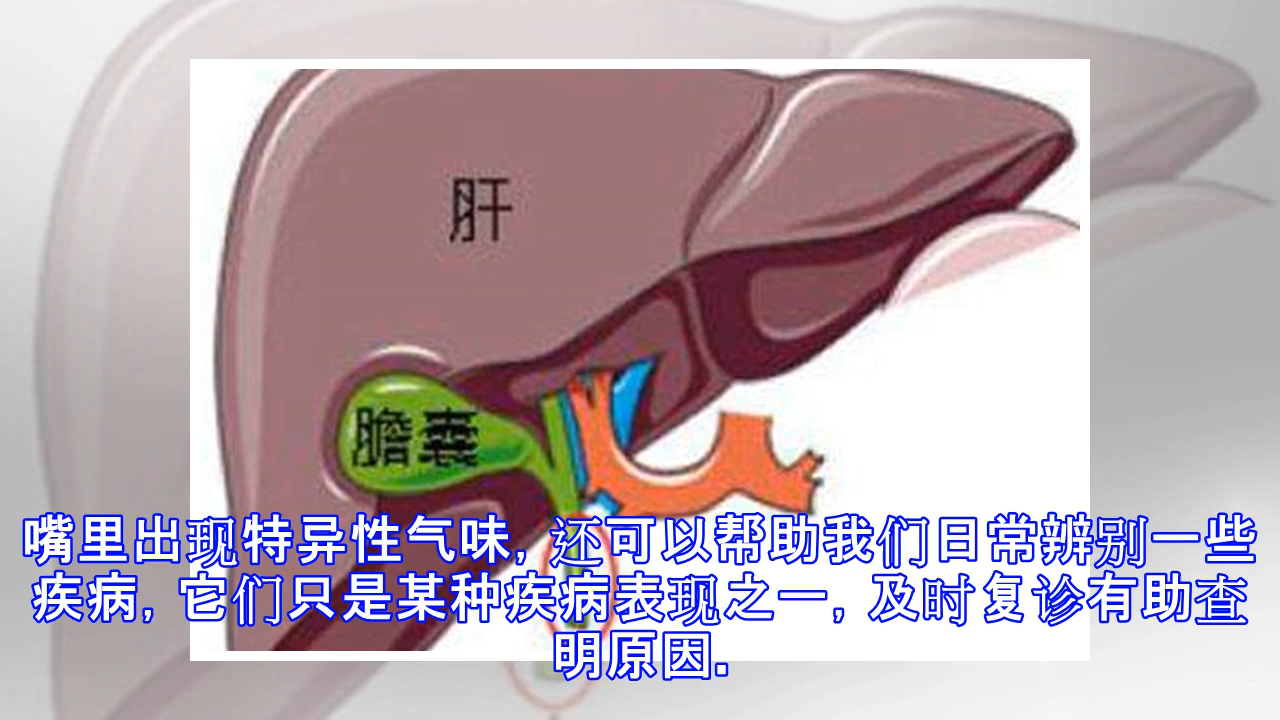 肝
胆囊
嘴里出现特异性气味, 还可以帮助我们日常辨别一些
疾病, 它们只是某种疾病表现之一, 及时复诊有助查
明原因.